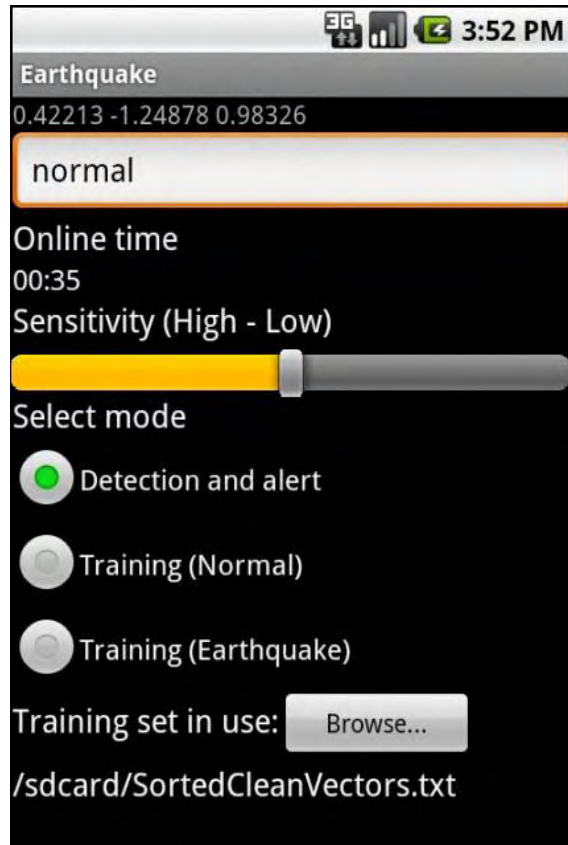 3G 3:52 PM
Earthquake
0.42213 -1.24878 0.98326
normal
Online time
00:35
Sensitivity (High - Low)
Select mode
Detection and alert
Training (Normal)
Training (Earthquake)
Training set in use: Browse...
/sdcard/SortedCleanVectors.txt